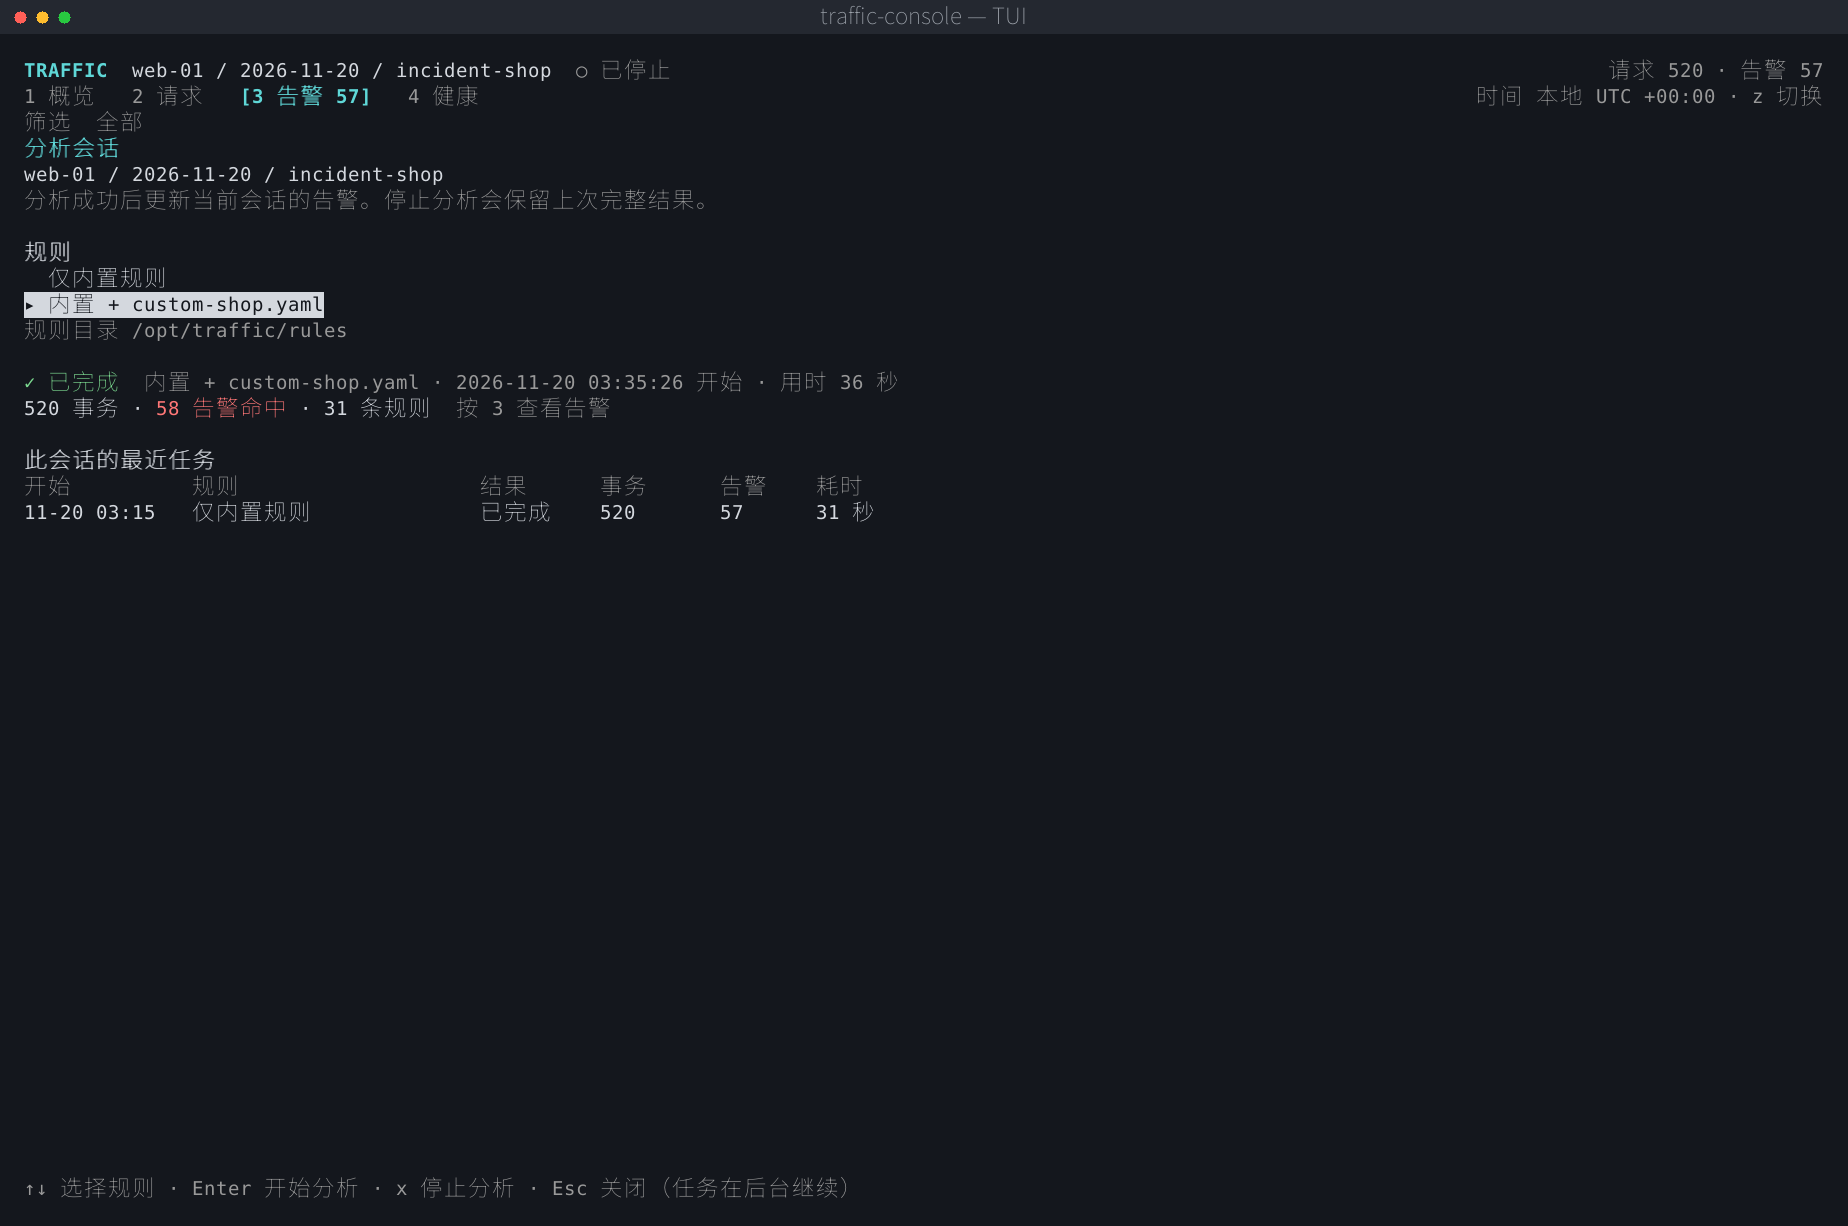 traffic-console — TUI
TRAFFIC web-01 / 2026-11-20 / incident-shop ○ 已停止 请求 520 · 告警 57
1 概览 2 请求 [3 告警 57] 4 健康 时间 本地 UTC +00:00 · z 切换
筛选 全部
分析会话
web-01 / 2026-11-20 / incident-shop
分析成功后更新当前会话的告警。停止分析会保留上次完整结果。
规则
仅内置规则
▸ 内置 + custom-shop.yaml
规则目录 /opt/traffic/rules
✓ 已完成 内置 + custom-shop.yaml · 2026-11-20 03:35:26 开始 · 用时 36 秒
520 事务 · 58 告警命中 · 31 条规则 按 3 查看告警
此会话的最近任务
开始 规则 结果 事务 告警 耗时
11-20 03:15 仅内置规则 已完成 520 57 31 秒
↑↓ 选择规则 · Enter 开始分析 · x 停止分析 · Esc 关闭（任务在后台继续）